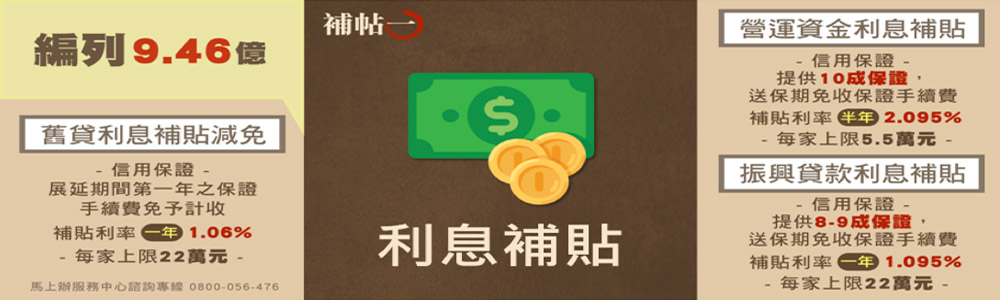 編列9.46億
舊貸利息補貼減免
- 信用保證 -
展延期間第一年之保證
手續費免予計收
補貼利率 一年 1.06%
- 每家上限22萬元 -
馬上辦服務中心諮詢專線 0800-056-476
補帖一
$
利息補貼
營運資金利息補貼
- 信用保證 -
提供10成保證，
送保期免收保證手續費
補貼利率 半年 2.095%
- 每家上限5.5萬元 -
振興貸款利息補貼
- 信用保證 -
提供8-9成保證，
送保期免收保證手續費
補貼利率 一年 1.095%
- 每家上限22萬元 -